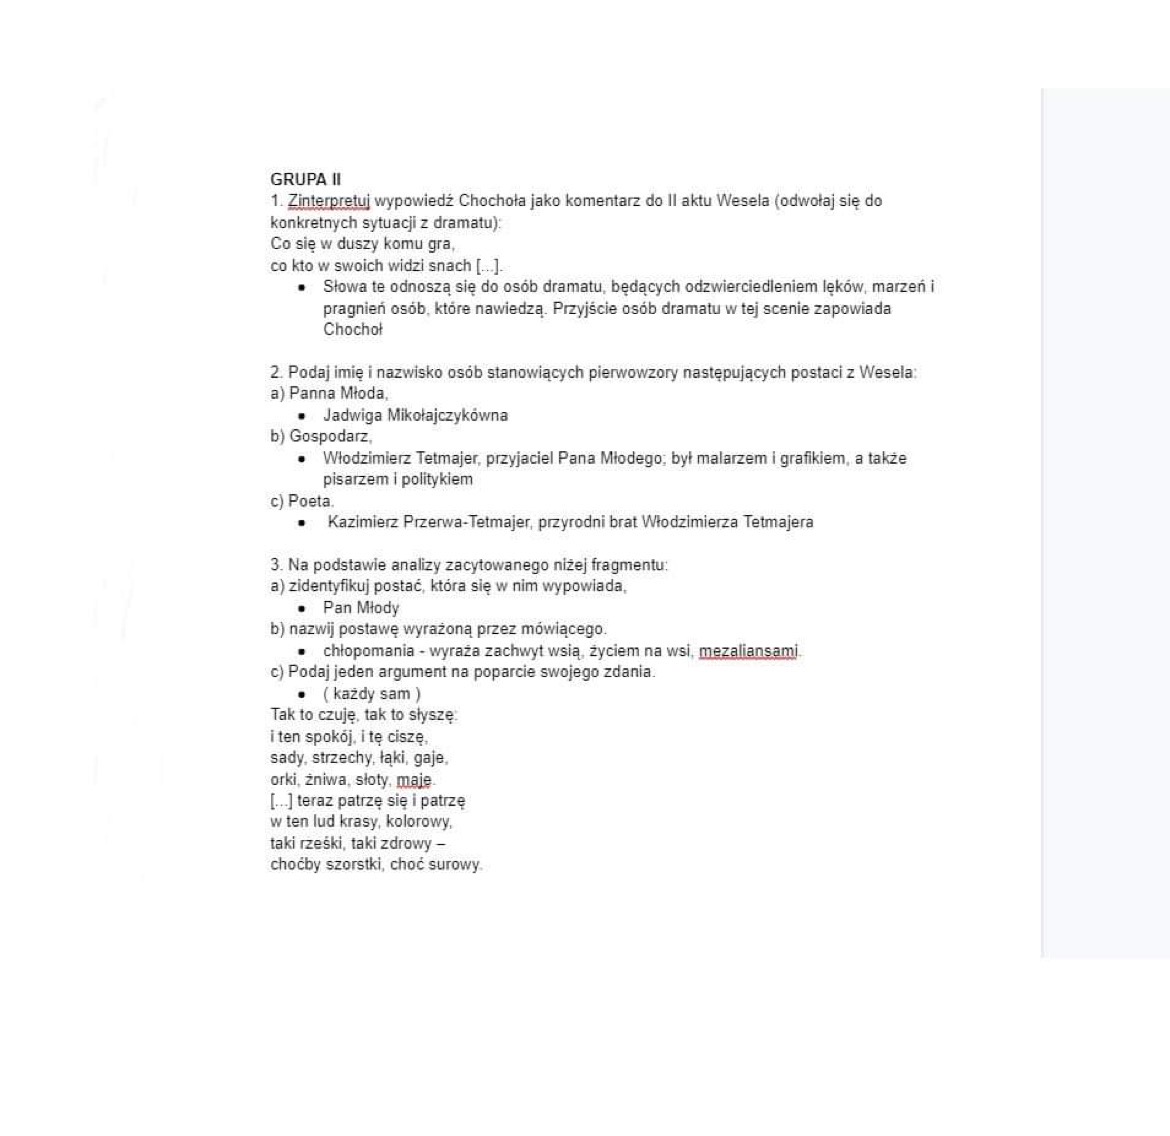 GRUPA II
1. Zinterpretuj wypowiedź Chochoła jako komentarz do II aktu Wesela (odwołaj się do
konkretnych sytuacji z dramatu):
Co się w duszy komu gra,
co kto w swoich widzi snach [...].
• Słowa te odnoszą się do osób dramatu, będących odzwierciedleniem lęków, marzeń i
pragnień osób, które nawiedzą. Przyjście osób dramatu w tej scenie zapowiada
Chochoł
2. Podaj imię i nazwisko osób stanowiących pierwowzory następujących postaci z Wesela:
a) Panna Młoda,
• Jadwiga Mikołajczykówna
b) Gospodarz,
• Włodzimierz Tetmajer, przyjaciel Pana Młodego; był malarzem i grafikiem, a także
pisarzem i politykiem
c) Poeta.
• Kazimierz Przerwa-Tetmajer, przyrodni brat Włodzimierza Tetmajera
3. Na podstawie analizy zacytowanego niżej fragmentu:
a) zidentyfikuj postać, która się w nim wypowiada,
• Pan Młody
b) nazwij postawę wyrażoną przez mówiącego.
• chłopomania - wyraża zachwyt wsią, życiem na wsi, mezaliansami.
c) Podaj jeden argument na poparcie swojego zdania.
• ( każdy sam )
Tak to czuję, tak to słyszę:
i ten spokój, i tę ciszę,
sady, strzechy, łąki, gaje,
orki, żniwa, słoty, maje.
[...] teraz patrzę się i patrzę
w ten lud krasy, kolorowy,
taki rześki, taki zdrowy –
choćby szorstki, choć surowy.